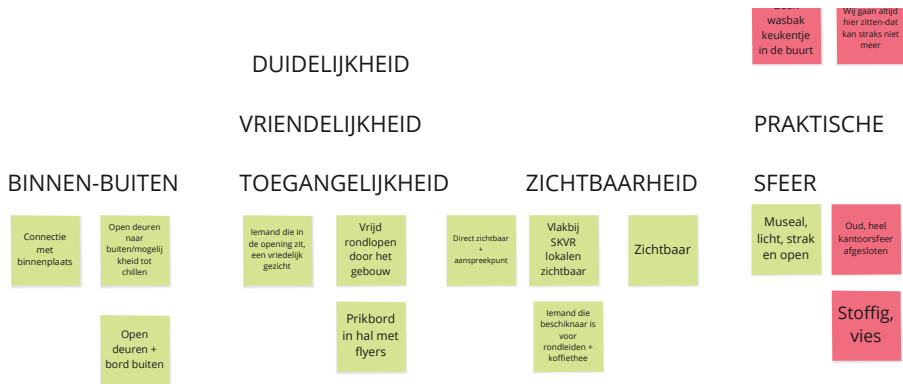 wasbak
keukentje
in de buurt
Wij gaan altijd
hier zitten-dat
kan straks niet
meer
DUIDELIJKHEID
VRIENDELIJKHEID
PRAKTISCHE
BINNEN-BUITEN
TOEGANGELIJKHEID
ZICHTBAARHEID
SFEER
Connectie
met
binnenplaats
Open deuren
naar
buiten/mogelij
kheid tot
chillen
Iemand die in
de opening zit,
een vriedelijk
gezicht
Vrijd
rondlopen
door het
gebouw
Direct zichtbaar
+
aanspreekpunt
Vlakbij
SKVR
lokalen
zichtbaar
Zichtbaar
Museal,
licht, strak
en open
Oud, heel
kantoorsfeer
afgesloten
Open
deuren +
bord buiten
Prikbord
in hal met
flyers
Iemand die
beschiknaar is
voor
rondleiden +
koffiethee
Stoffig,
vies